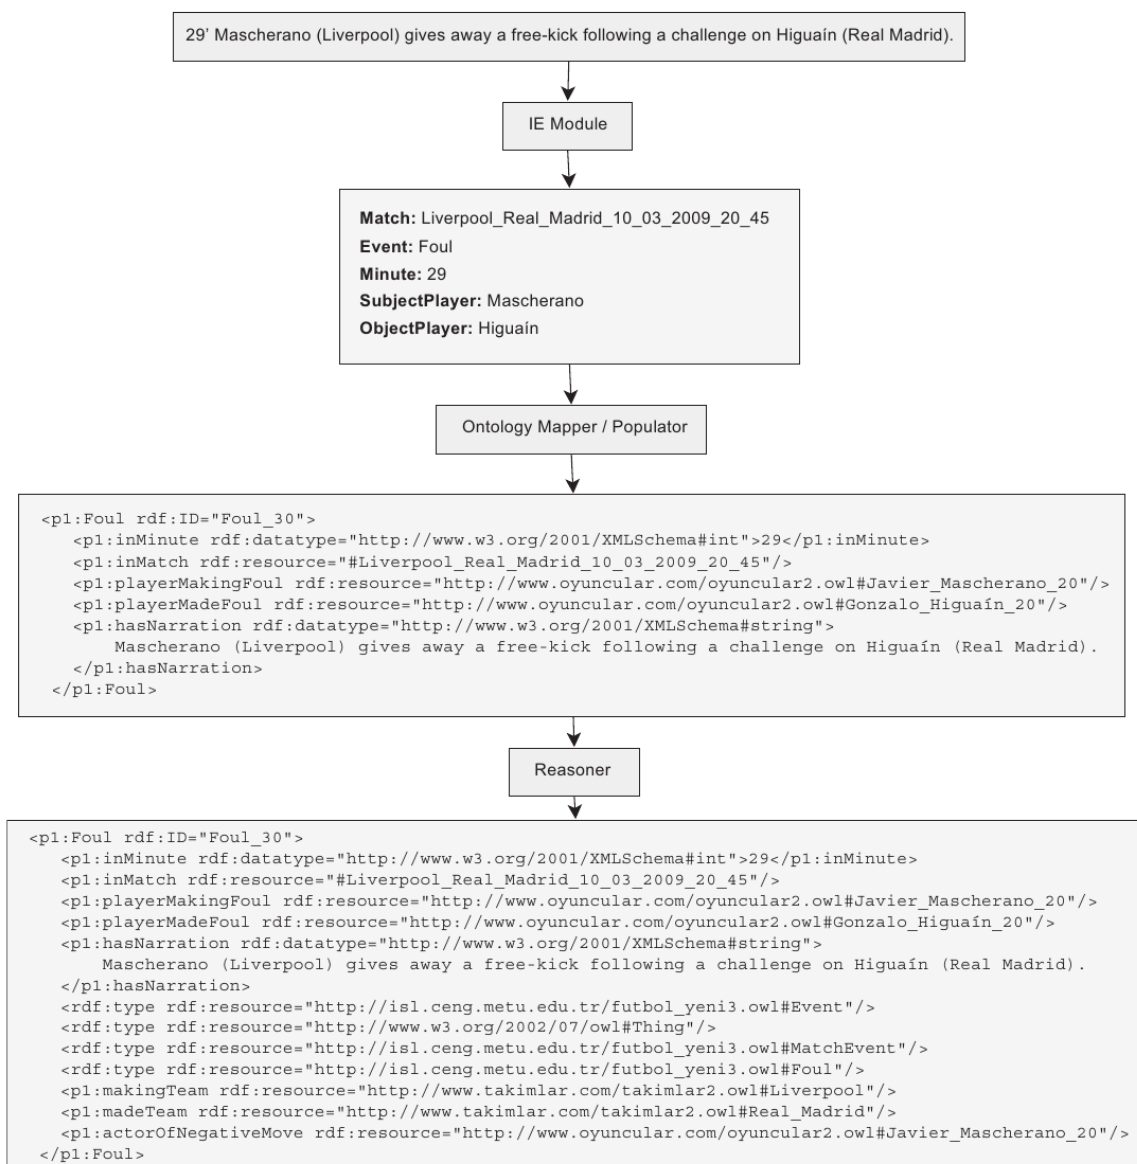 29’ Mascherano (Liverpool) gives away a free-kick following a challenge on Higuaín (Real Madrid).
IE Module
Match: Liverpool_Real_Madrid_10_03_2009_20_45
Event: Foul
Minute: 29
SubjectPlayer: Mascherano
ObjectPlayer: Higuaín
Ontology Mapper / Populator
<p1:Foul rdf:ID="Foul_30">
<p1:inMinute rdf:datatype="http://www.w3.org/2001/XMLSchema#int">29</p1:inMinute>
<p1:inMatch rdf:resource="#Liverpool_Real_Madrid_10_03_2009_20_45"/>
<p1:playerMakingFoul rdf:resource="http://www.oyuncular.com/oyuncular2.owl#Javier_Mascherano_20"/>
<p1:playerMadeFoul rdf:resource="http://www.oyuncular.com/oyuncular2.owl#Gonzalo_Higuaín_20"/>
<p1:hasNarration rdf:datatype="http://www.w3.org/2001/XMLSchema#string">
Mascherano (Liverpool) gives away a free-kick following a challenge on Higuaín (Real Madrid).
</p1:hasNarration>
</p1:Foul>
Reasoner
<p1:Foul rdf:ID="Foul_30">
<p1:inMinute rdf:datatype="http://www.w3.org/2001/XMLSchema#int">29</p1:inMinute>
<p1:inMatch rdf:resource="#Liverpool_Real_Madrid_10_03_2009_20_45"/>
<p1:playerMakingFoul rdf:resource="http://www.oyuncular.com/oyuncular2.owl#Javier_Mascherano_20"/>
<p1:playerMadeFoul rdf:resource="http://www.oyuncular.com/oyuncular2.owl#Gonzalo_Higuaín_20"/>
<p1:hasNarration rdf:datatype="http://www.w3.org/2001/XMLSchema#string">
Mascherano (Liverpool) gives away a free-kick following a challenge on Higuaín (Real Madrid).
</p1:hasNarration>
<rdf:type rdf:resource="http://isl.ceng.metu.edu.tr/futbol_yeni3.owl#Event"/>
<rdf:type rdf:resource="http://www.w3.org/2002/07/owl#Thing"/>
<rdf:type rdf:resource="http://isl.ceng.metu.edu.tr/futbol_yeni3.owl#MatchEvent"/>
<rdf:type rdf:resource="http://isl.ceng.metu.edu.tr/futbol_yeni3.owl#Foul"/>
<p1:makingTeam rdf:resource="http://www.takimlar.com/takimlar2.owl#Liverpool"/>
<p1:madeTeam rdf:resource="http://www.takimlar.com/takimlar2.owl#Real_Madrid"/>
<p1:actorOfNegativeMove rdf:resource="http://www.oyuncular.com/oyuncular2.owl#Javier_Mascherano_20"/>
</p1:Foul>